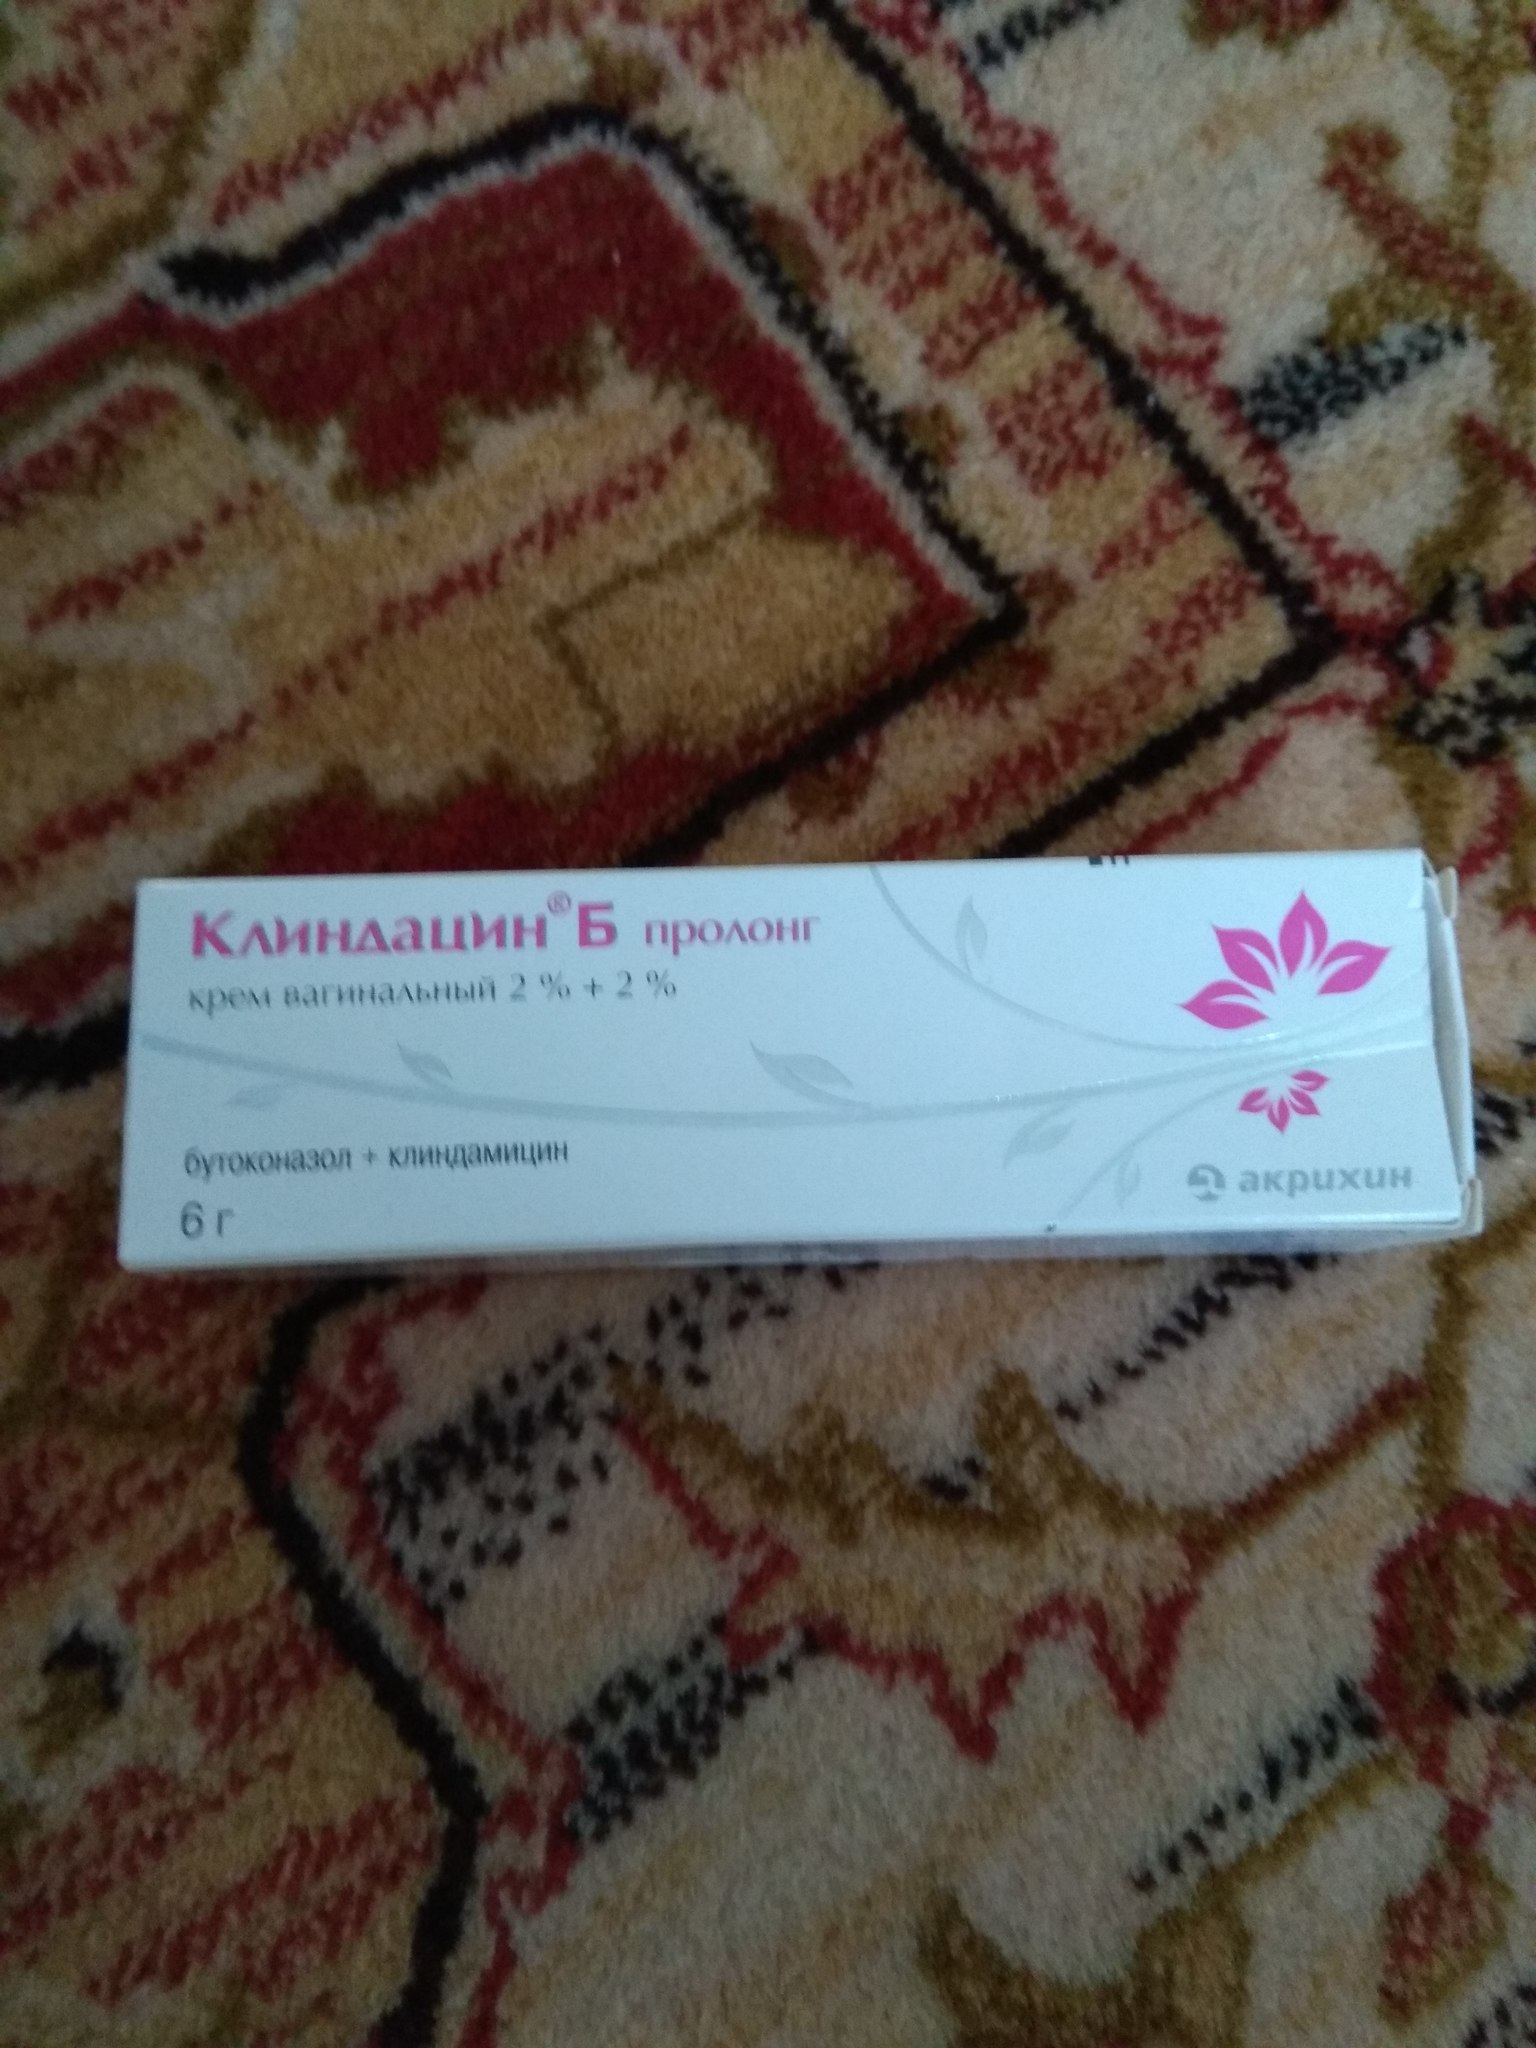 Клиндацин® Б пролонг
крем вагинальный 2 % + 2 %
бутоконазол + клиндамицин
6 г
акрихин